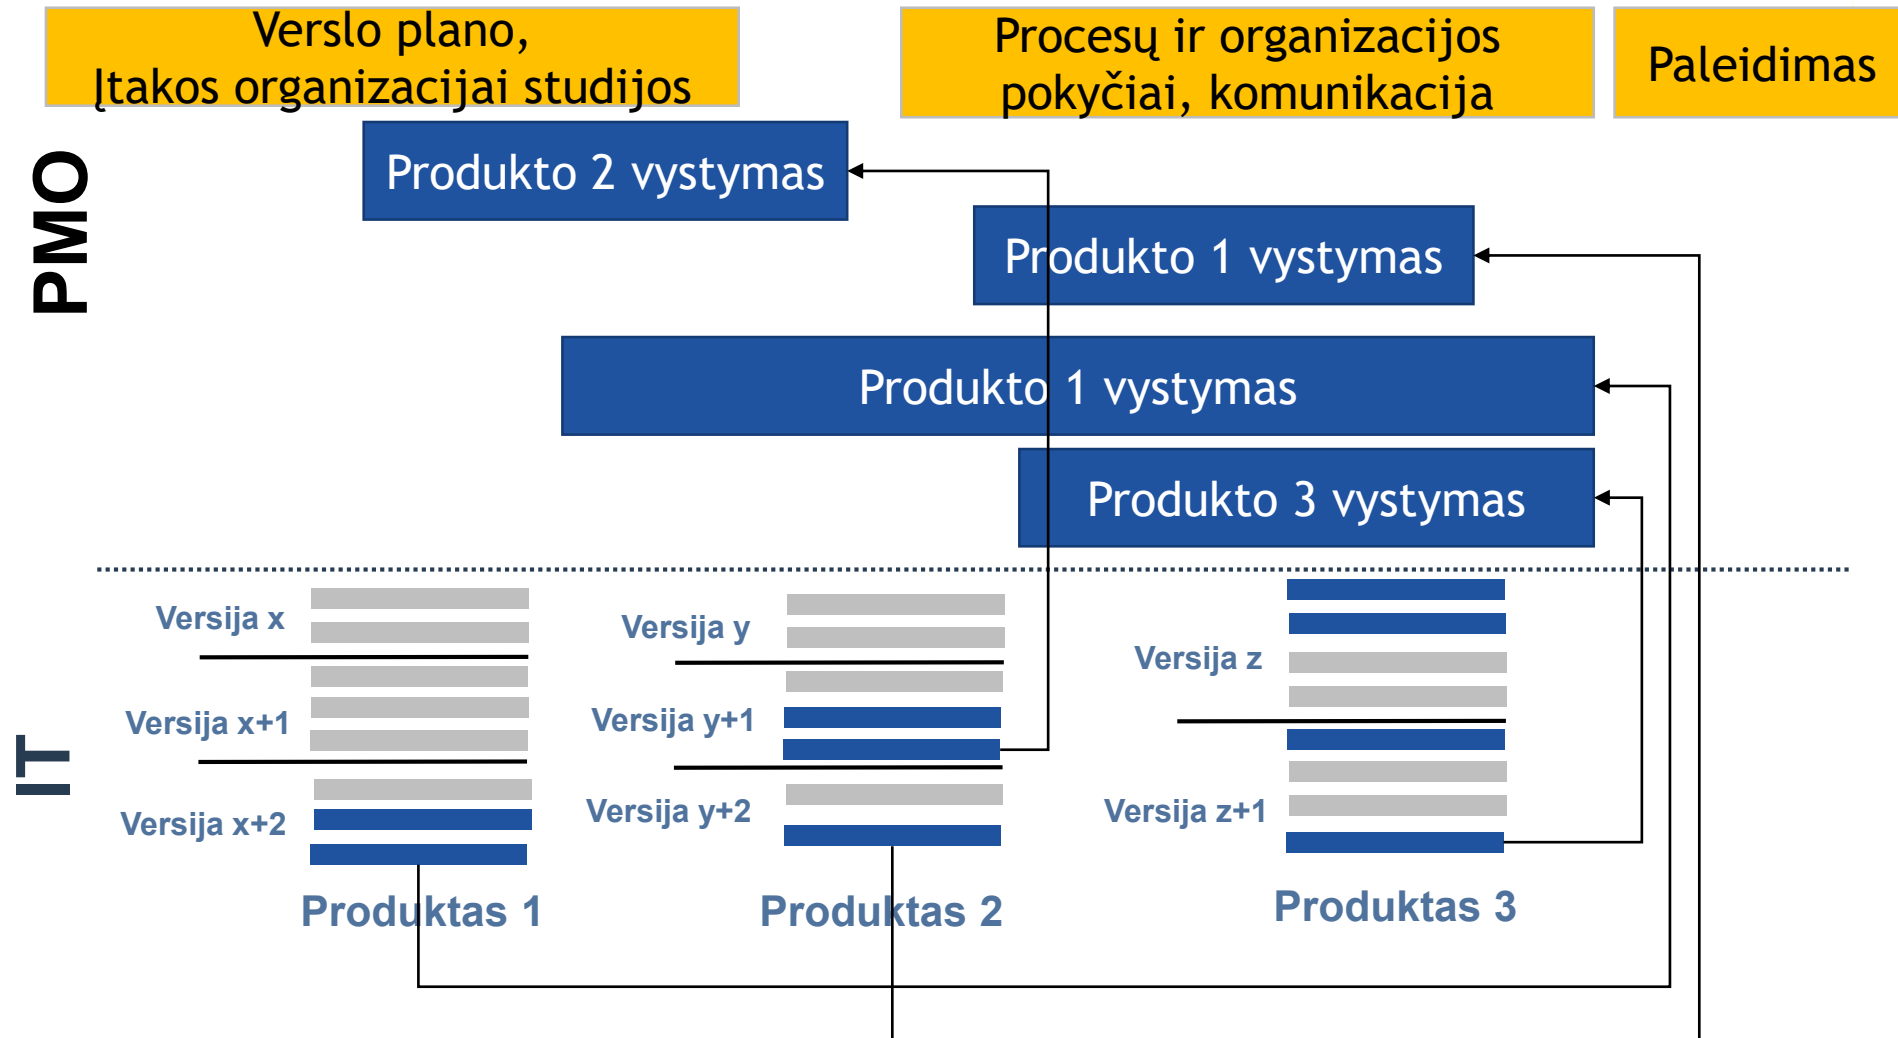 Verslo plano,
Įtakos organizacijai studijos
Procesų ir organizacijos
pokyčiai, komunikacija
Paleidimas
PMO
Produkto 2 vystymas
Produkto 1 vystymas
Produkto 1 vystymas
Produkto 3 vystymas
IT
Versija x
Versija x+1
Versija x+2
Produktas 1
Versija y
Versija y+1
Versija y+2
Produktas 2
Versija z
Versija z+1
Produktas 3